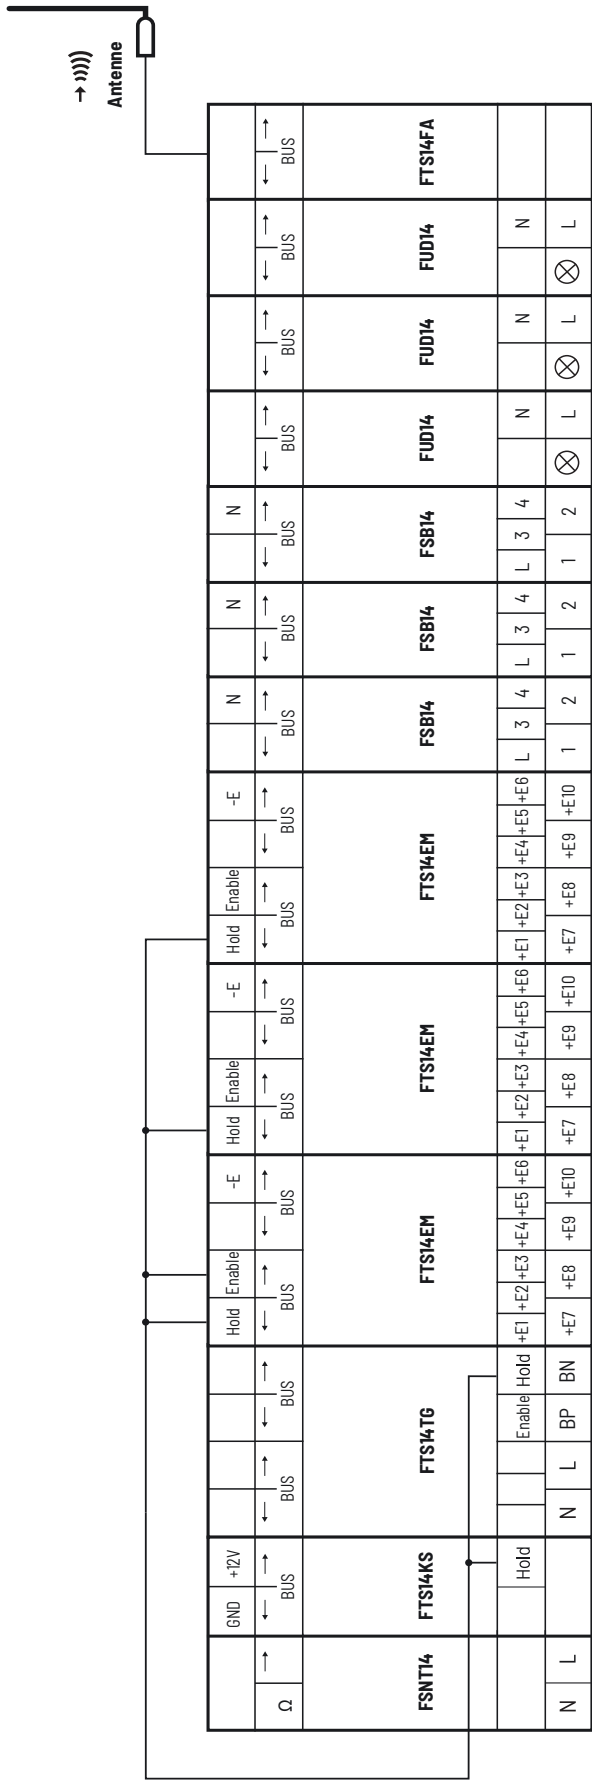 Antenne
BUS
FTS14FA
BUS
FUD14
N
L
BUS
FUD14
N
L
BUS
FUD14
N
L
N
BUS
FSB14
L 3 4
1 2
N
BUS
FSB14
L 3 4
1 2
N
BUS
FSB14
L 3 4
1 2
Hold Enable -E
BUS BUS
FTS14EM
+E1 +E2 +E3 +E4 +E5 +E6
+E7 +E8 +E9 +E10
Hold Enable -E
BUS BUS
FTS14EM
+E1 +E2 +E3 +E4 +E5 +E6
+E7 +E8 +E9 +E10
Hold Enable -E
BUS BUS
FTS14EM
+E1 +E2 +E3 +E4 +E5 +E6
+E7 +E8 +E9 +E10
BUS BUS
FTS14TG
Enable Hold
N L BP BN
GND +12V
BUS
FTS14KS
Hold
Ω
FSNT14
N L